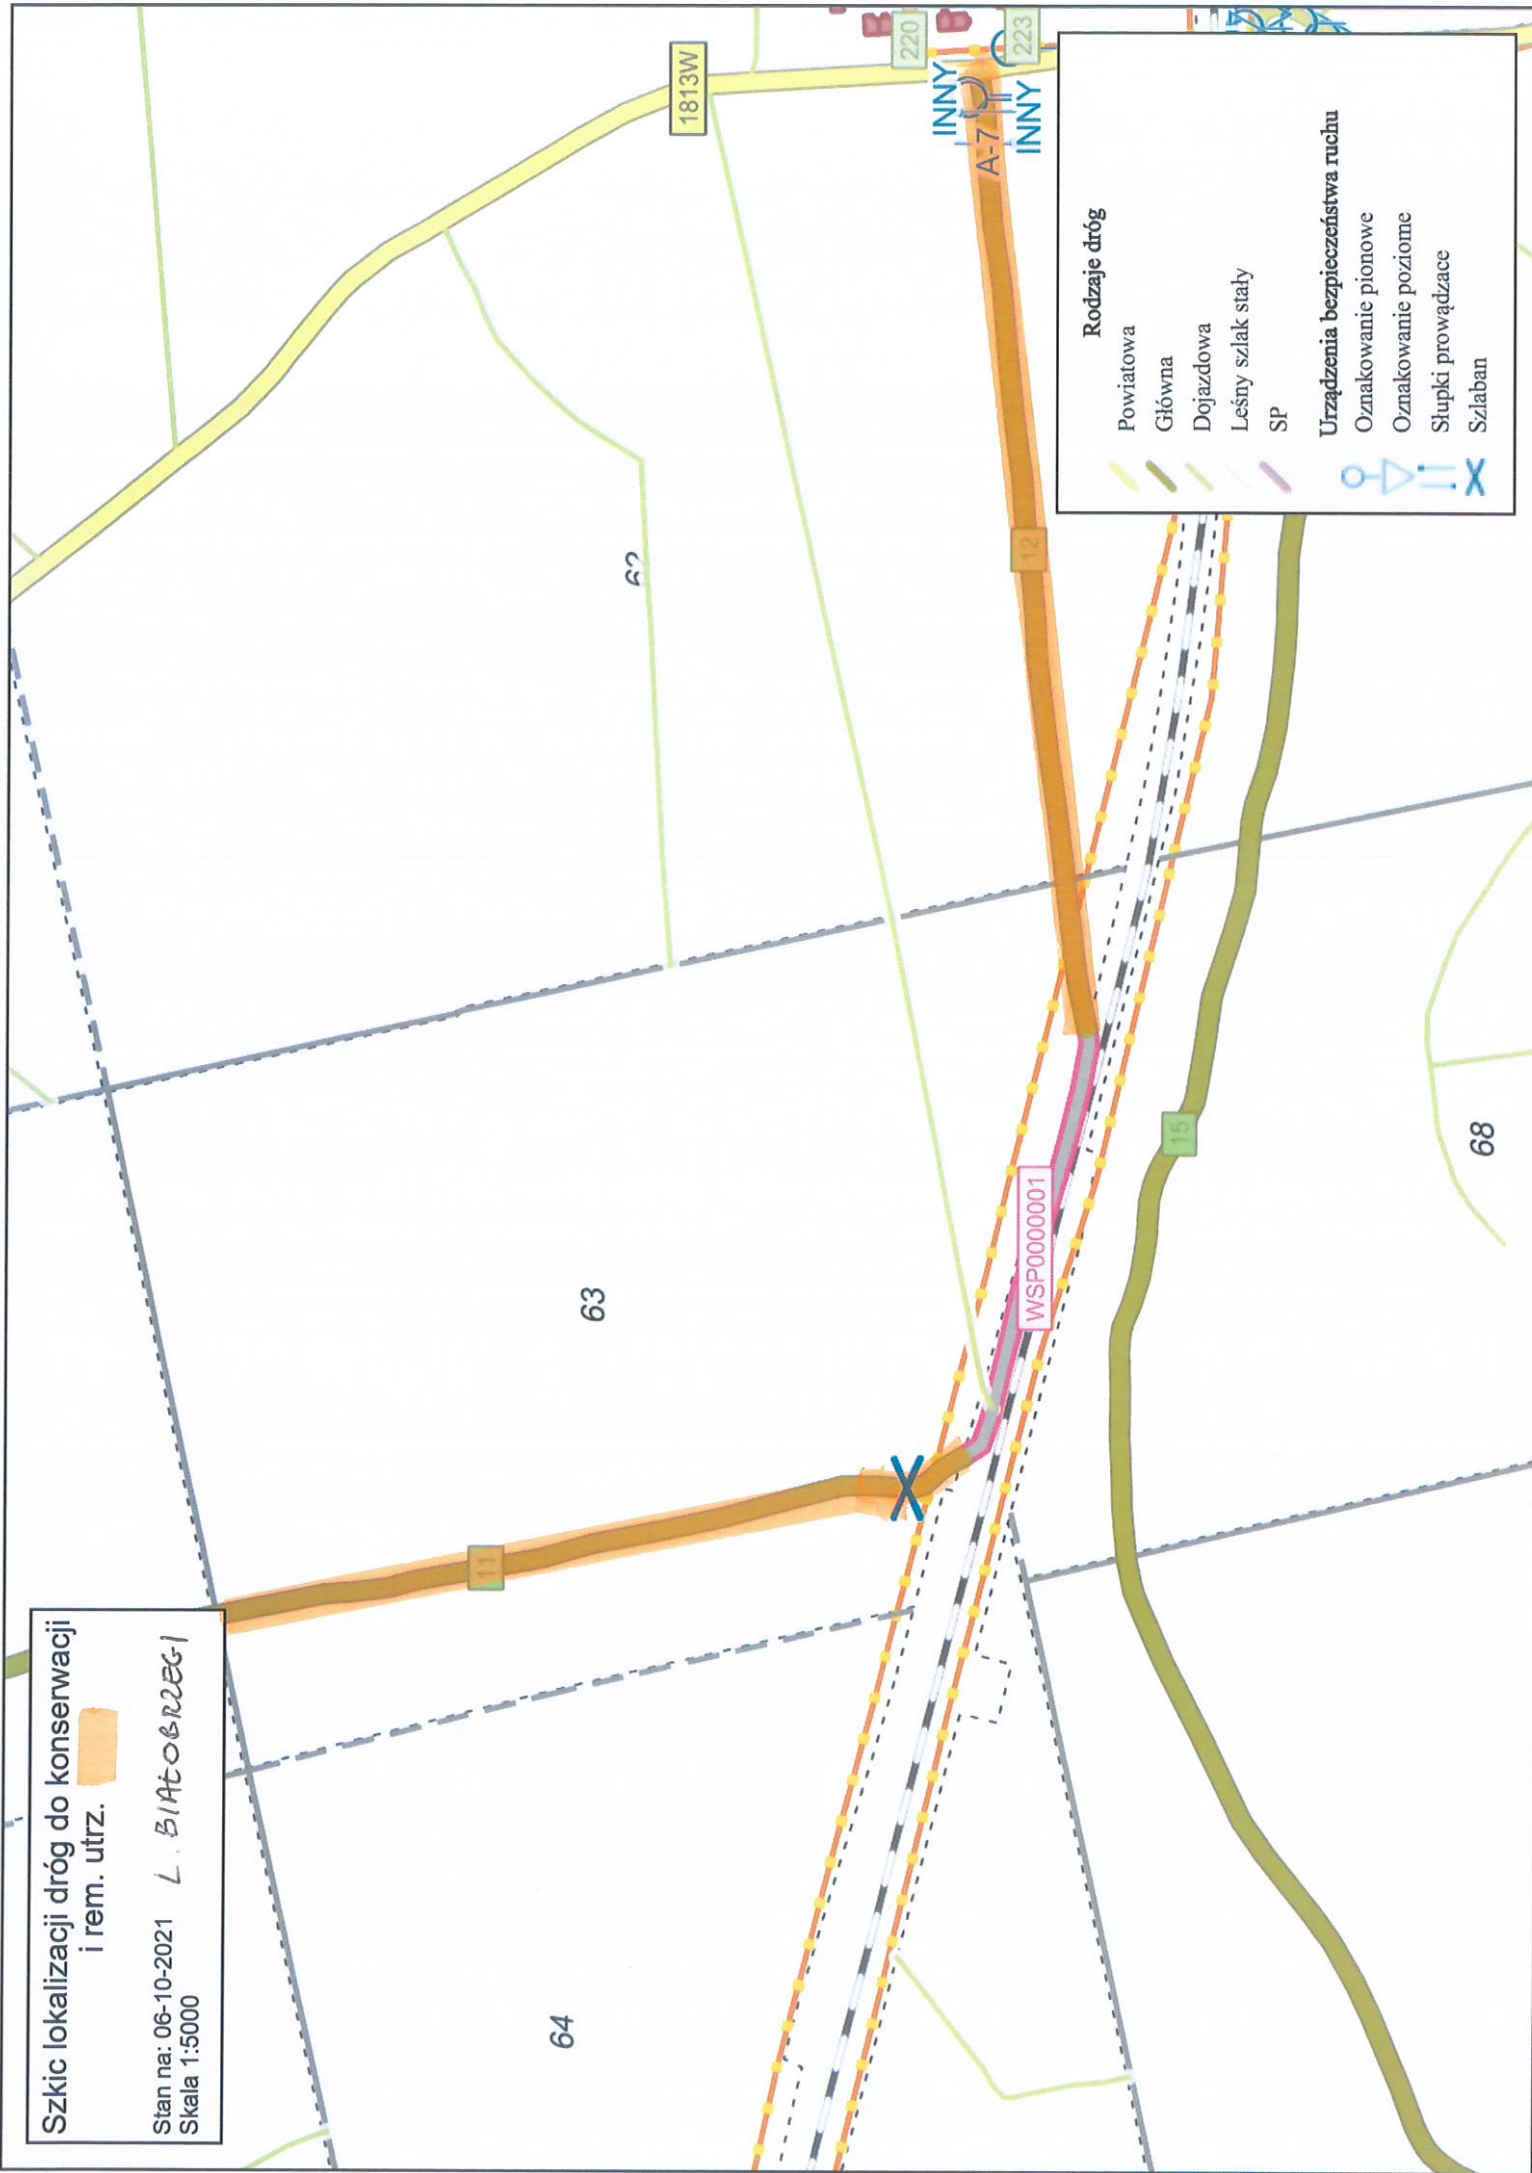 Szkic lokalizacji dróg do konserwacji
i rem. utrz.
Stan na: 06-10-2021 L. BIAŁOBRZEGI
Skala 1:5000
11
64
63
WSP0000001
15
68
62
12
1813W
220
223
INNY
A-7
INNY
Rodzaje dróg
Powiatowa
Główna
Dojazdowa
Leśny szlak stały
SP
Urządzenia bezpieczeństwa ruchu
Oznakowanie pionowe
Oznakowanie poziome
Słupki prowądzace
Szlaban